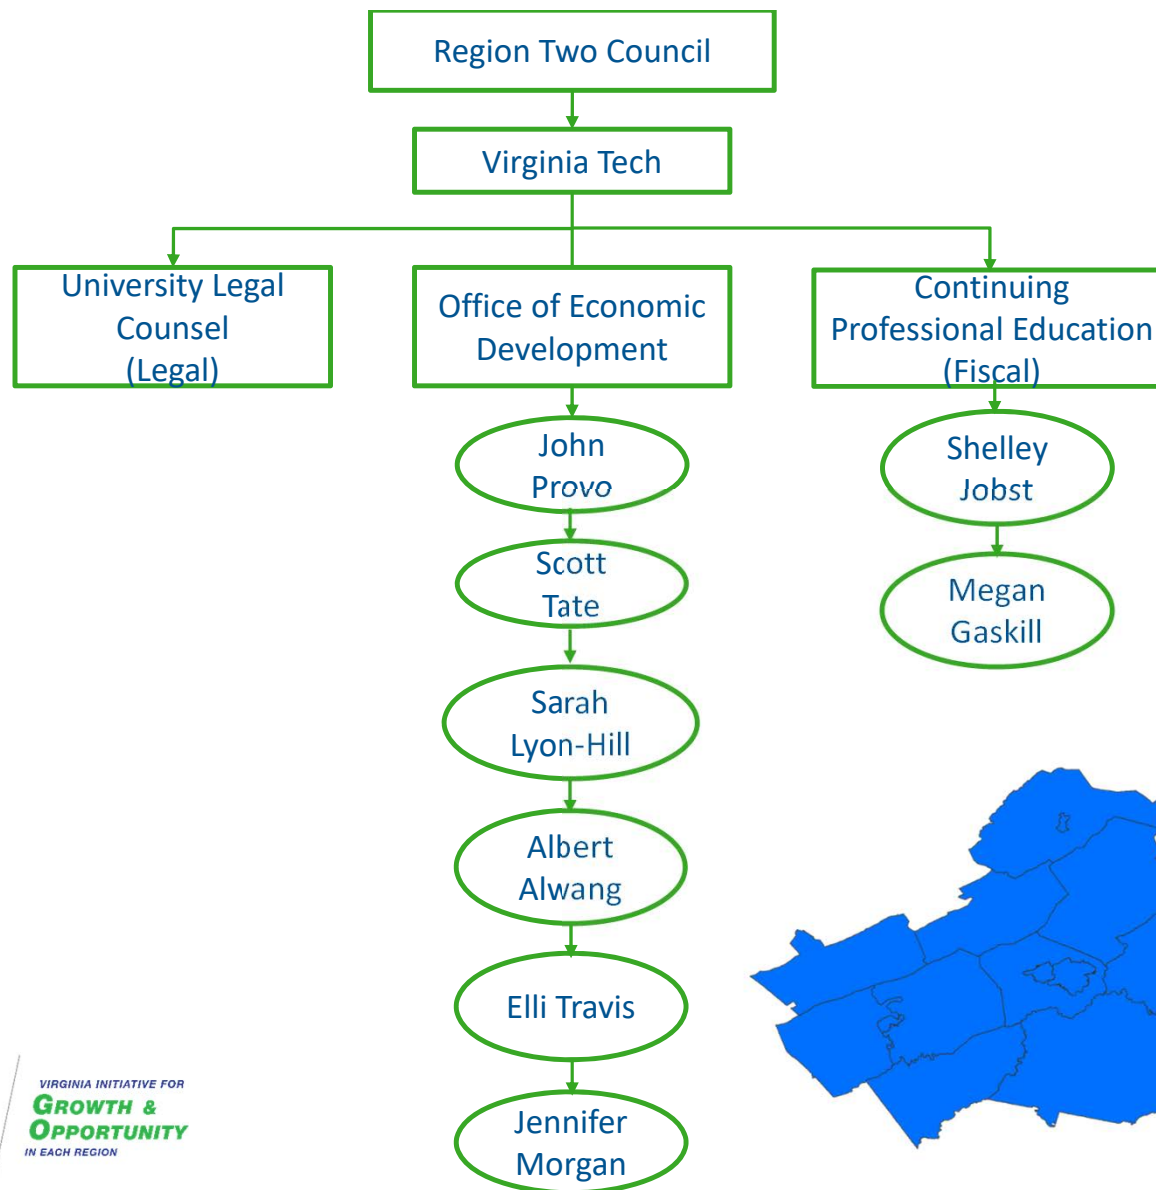 Region Two Council
Virginia Tech
University Legal
Counsel
(Legal)
Office of Economic
Development
Continuing
Professional Education
(Fiscal)
John
Provo
Shelley
Jobst
Scott
Tate
Megan
Gaskill
Sarah
Lyon-Hill
Albert
Alwang
Elli Travis
Jennifer
Morgan
VIRGINIA INITIATIVE FOR
GROWTH &
OPPORTUNITY
IN EACH REGION